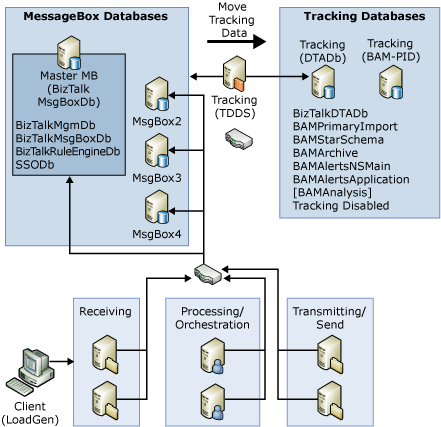 MessageBox Databases
Master MB
(BizTalk
MsgBoxDb)
BizTalkMgmDb
BizTalkMsgBoxDb
BizTalkRuleEngineDb
SSODb
MsgBox2
MsgBox3
MsgBox4
Move
Tracking
Data
Tracking
(TDDS)
Tracking Databases
Tracking
(DTADb)
Tracking
(BAM-PID)
BizTalkDTADb
BAMPrimaryImport
BAMStarSchema
BAMArchive
BAMAlertsNSMain
BAMAlertsApplication
[BAMAnalysis]
Tracking Disabled
Receiving
Processing/
Orchestration
Transmitting/
Send
Client
(LoadGen)